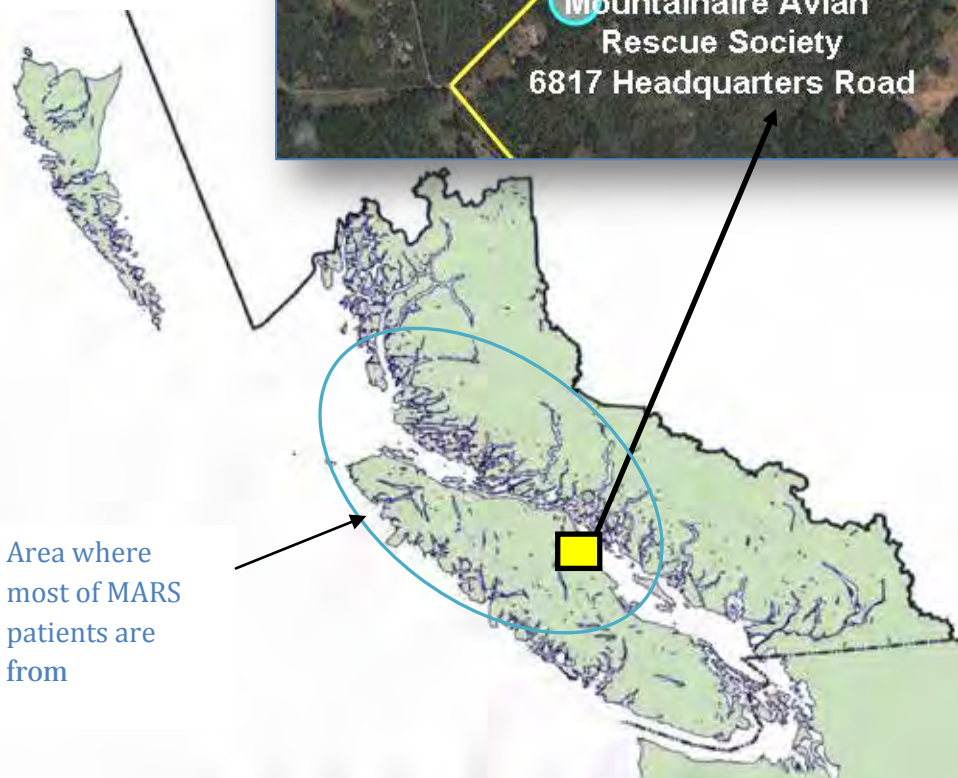 Mountainaire Avian
Rescue Society
6817 Headquarters Road
Area where
most of MARS
patients are
from